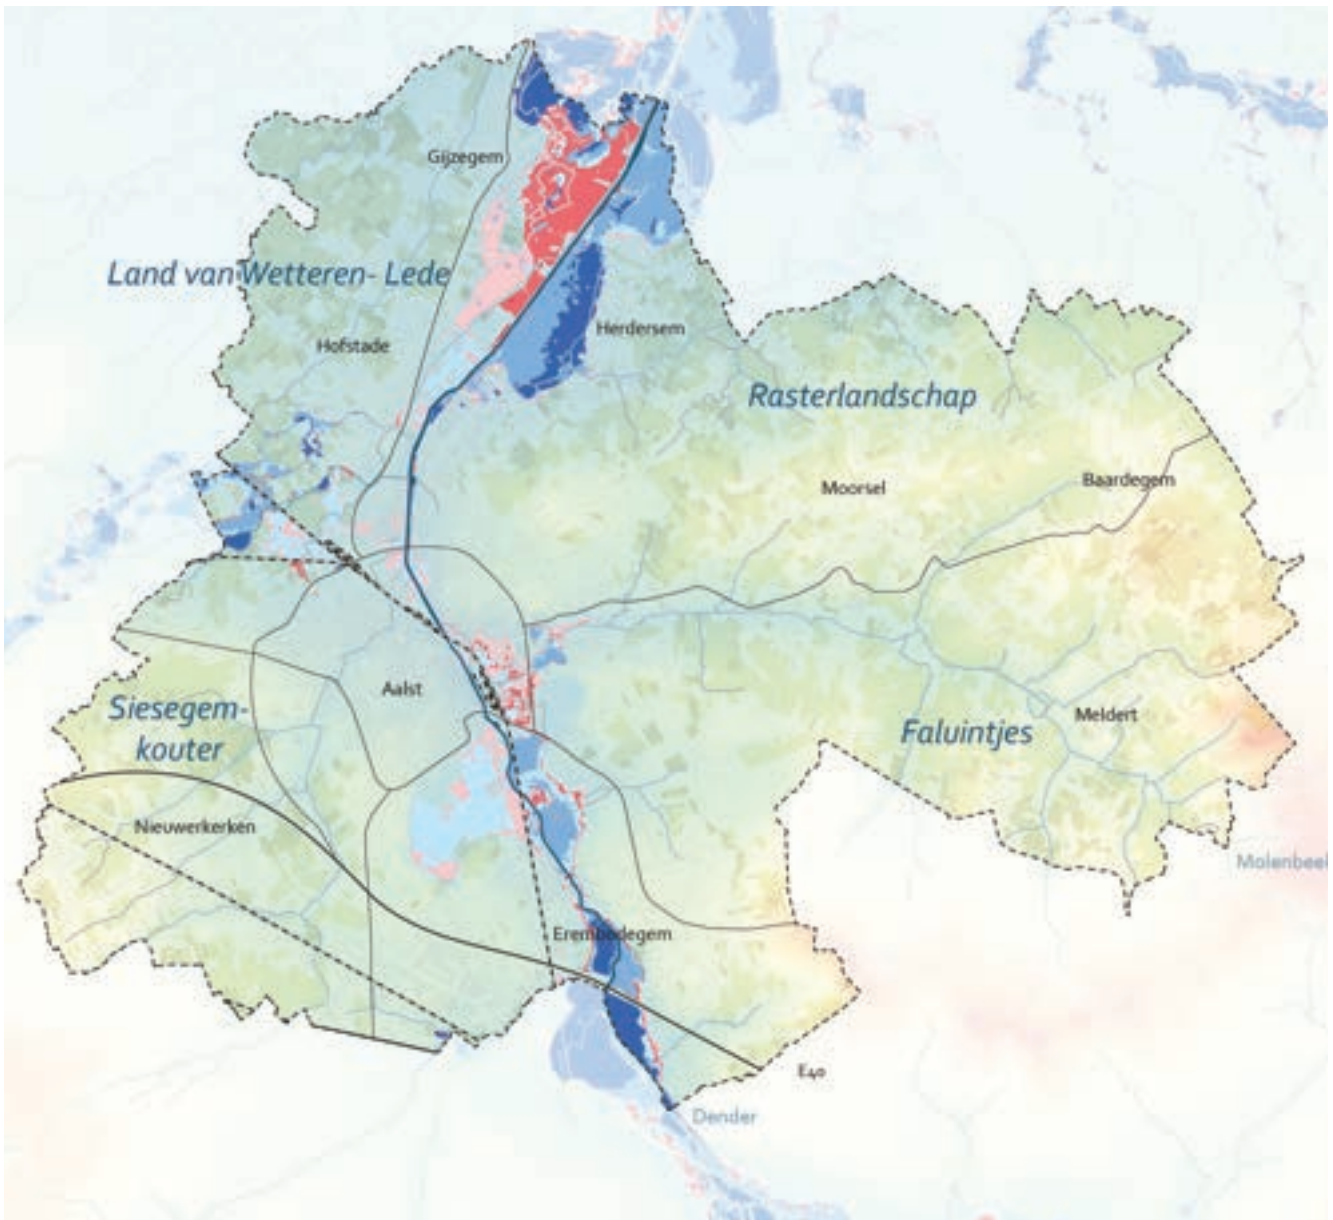 Gijzegem
Land van Wetteren- Lede
Herdersem
Hofstade
Rasterlandschap
Moorsel
Baardegem
Aalst
Siesegem-
kouter
Meldert
Faluintjes
Nieuwerkerken
Molenbeek
Erembodegem
E40
Dender